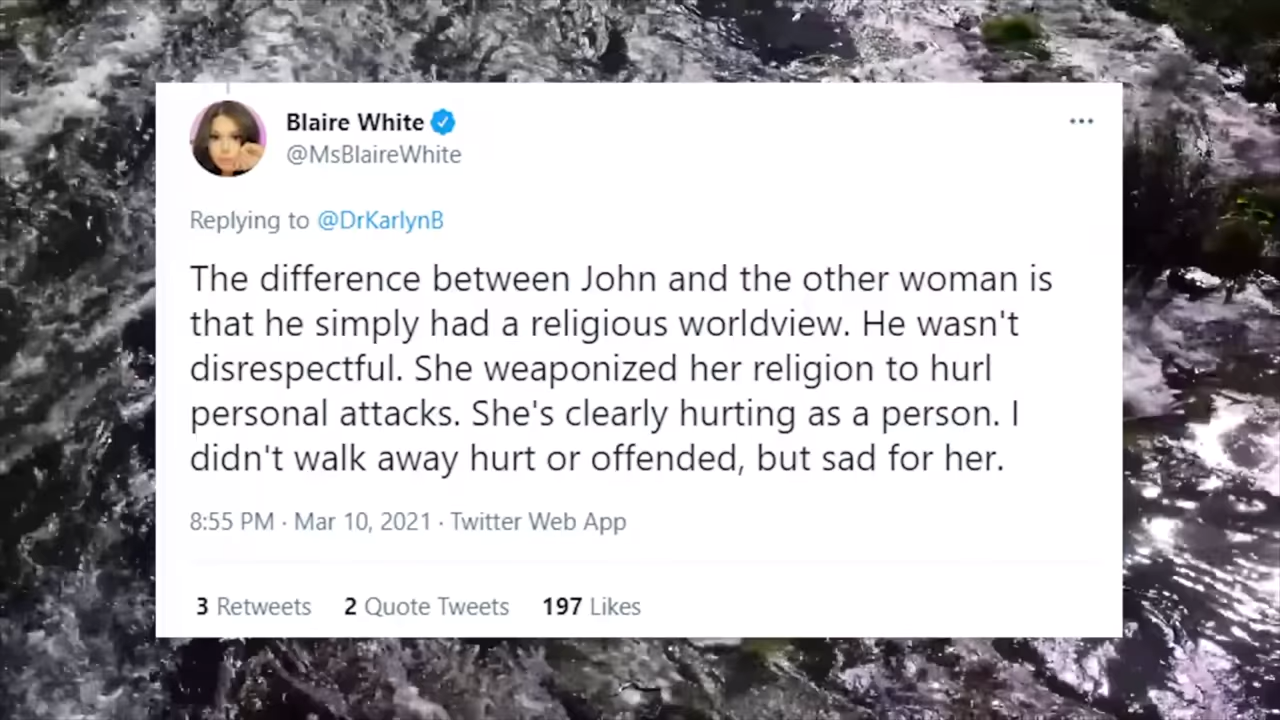 Blaire White
@MsBlaireWhite
Replying to @DrKarlynB
The difference between John and the other woman is
that he simply had a religious worldview. He wasn't
disrespectful. She weaponized her religion to hurl
personal attacks. She's clearly hurting as a person. I
didn't walk away hurt or offended, but sad for her.
8:55 PM · Mar 10, 2021 · Twitter Web App
3 Retweets 2 Quote Tweets 197 Likes